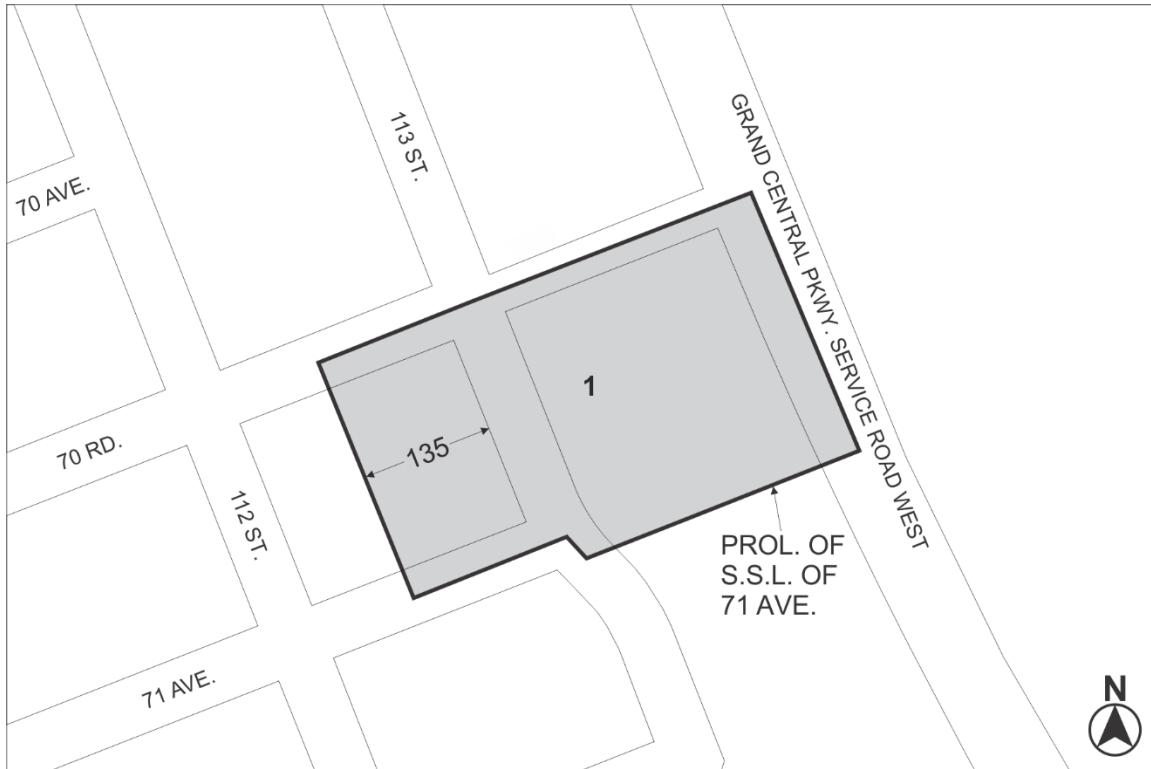 113 ST.
GRAND CENTRAL PKWY. SERVICE ROAD WEST
70 AVE.
1
135
70 RD.
112 ST.
PROL. OF
S.S.L. OF
71 AVE.
71 AVE.
N